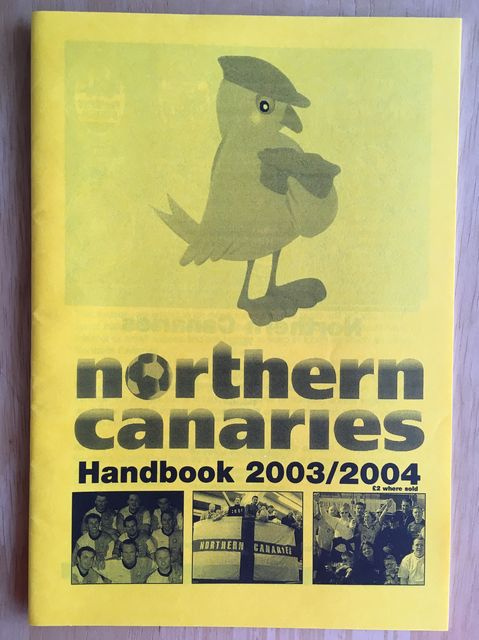 northern
canaries
Handbook 2003/2004
£2 where sold
NORTHERN CANARIES